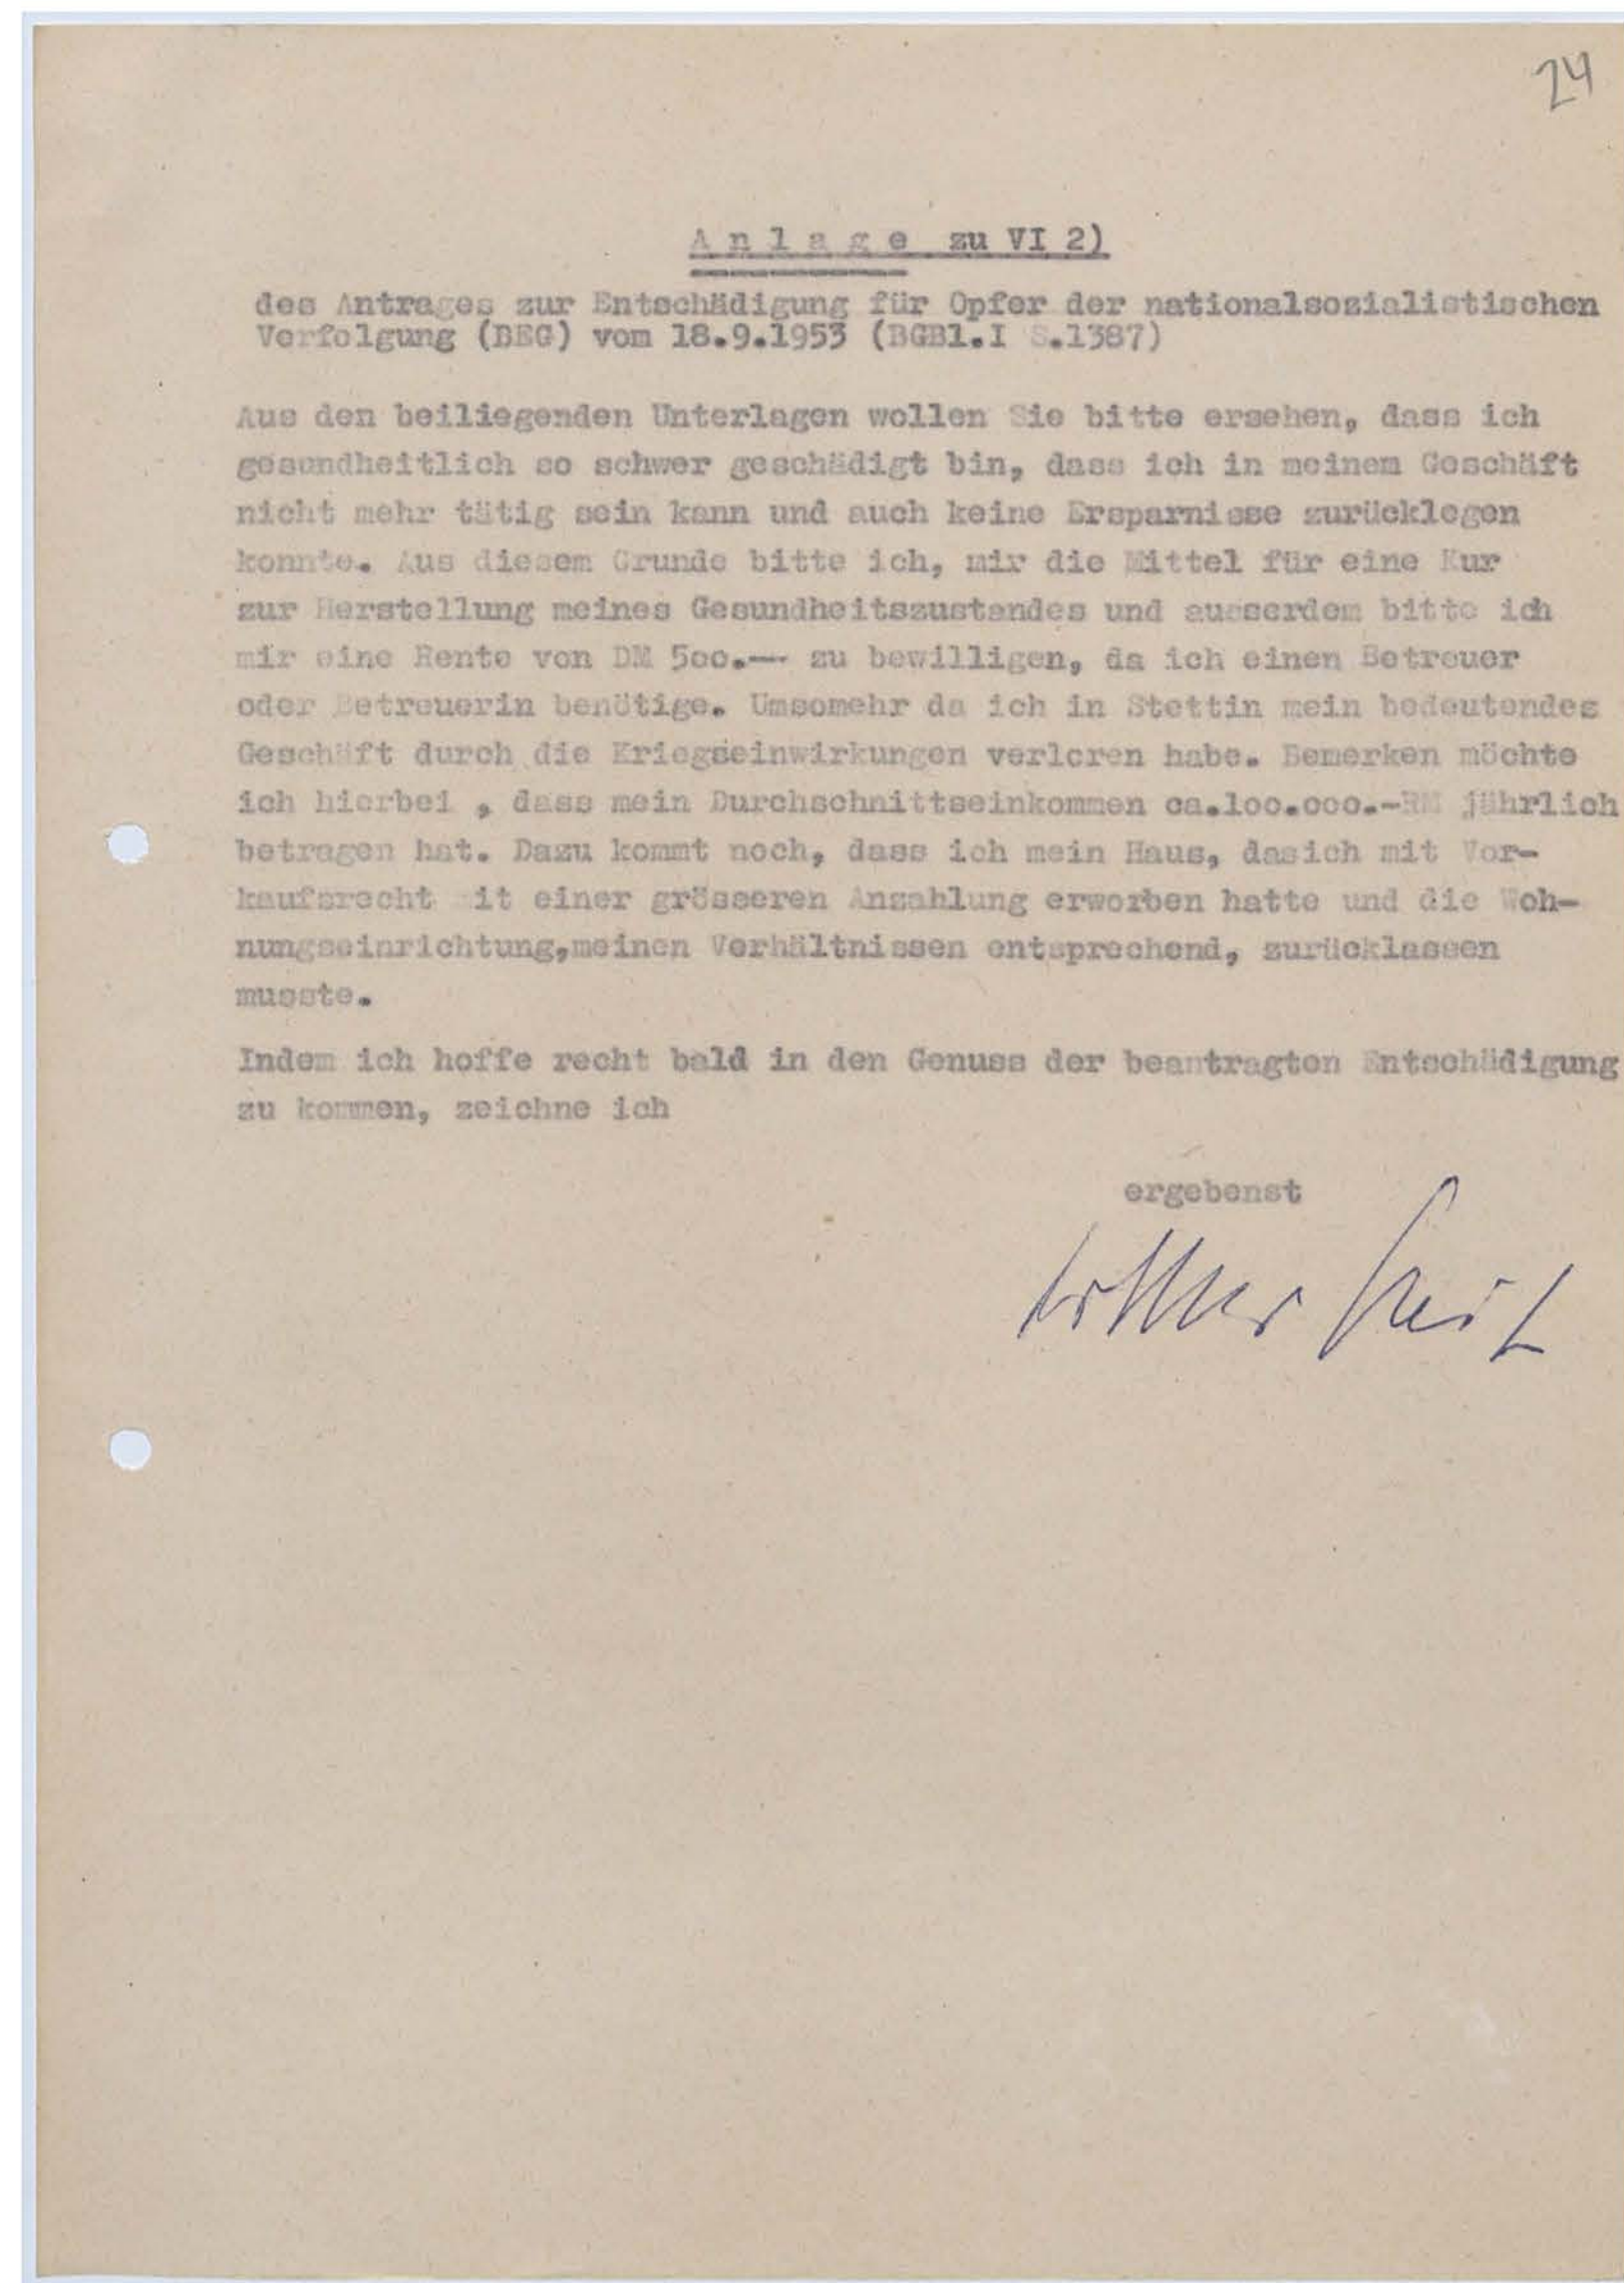 24
Anlage zu VI 2)
des Antrages zur Entschädigung für Opfer der nationalsozialistischen
Verfolgung (BEG) vom 18.9.1953 (BGBl.I S.1387)
Aus den beiliegenden Unterlagen wollen Sie bitte ersehen, dass ich
gesundheitlich so schwer geschädigt bin, dass ich in meinem Geschäft
nicht mehr tätig sein kann und auch keine Ersparnisse zurücklegen
konnte. Aus diesem Grunde bitte ich, mir die Mittel für eine Kur
zur Herstellung meines Gesundheitszustandes und ausserdem bitte ich
mir eine Rente von DM 5oo.-- zu bewilligen, da ich einen Betreuer
oder Betreuerin benötige. Umsomehr da ich in Stettin mein bedeutendes
Geschäft durch die Kriegseinwirkungen verloren habe. Bemerken möchte
ich hierbei , dass mein Durchschnittseinkommen ca.loo.ooo.-RM jährlich
betragen hat. Dazu kommt noch, dass ich mein Haus, dasich mit Vor-
kaufsrecht it einer grösseren Anzahlung erworben hatte und die Woh-
nungseinrichtung,meinen Verhältnissen entsprechend, zurücklassen
musste.
Indem ich hoffe recht bald in den Genuss der beantragten Entschädigung
zu kommen, zeichne ich
ergebenst